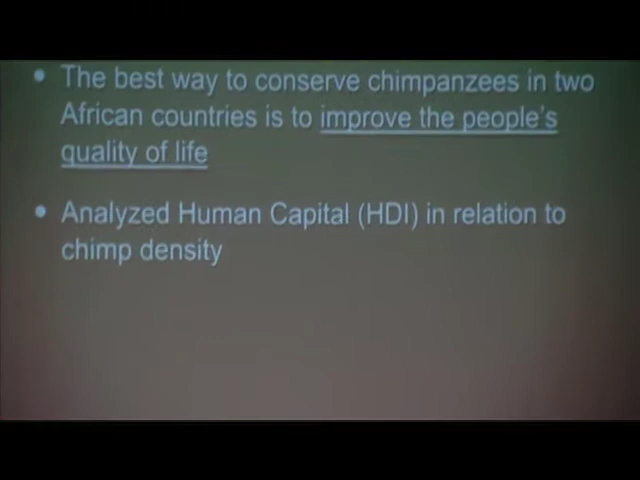 • The best way to conserve chimpanzees in two
African countries is to improve the people's
quality of life
• Analyzed Human Capital (HDI) in relation to
chimp density